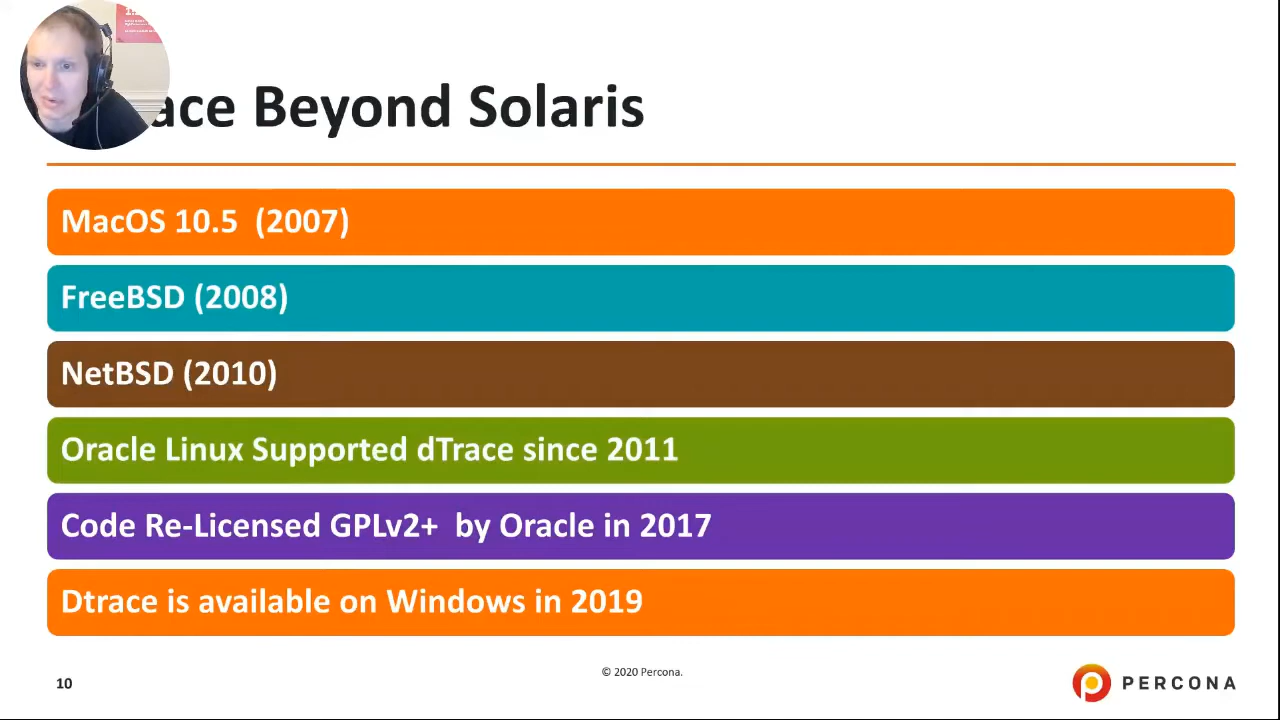 ace Beyond Solaris
MacOS 10.5  (2007)
FreeBSD (2008)
NetBSD (2010)
Oracle Linux Supported dTrace since 2011
Code Re-Licensed GPLv2+  by Oracle in 2017
Dtrace is available on Windows in 2019
10
© 2020 Percona.
PERCONA